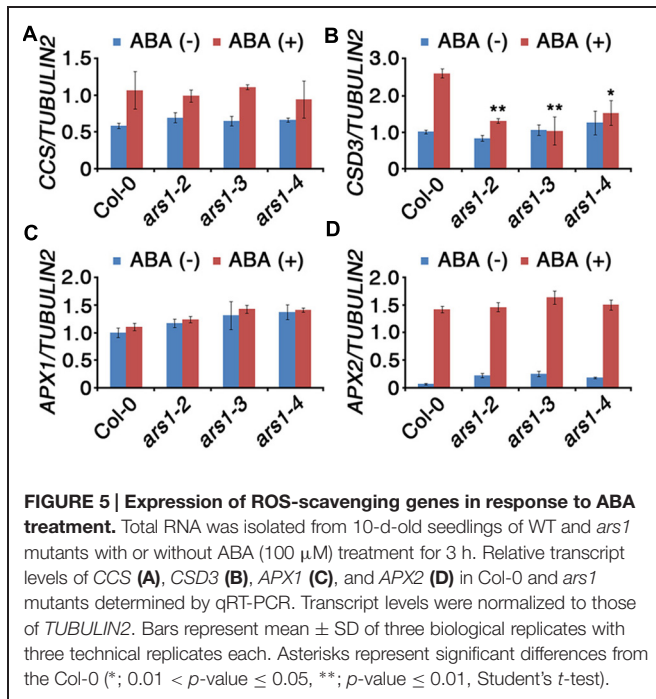 A
ABA (-) ABA (+)
CCS/TUBULIN2
1.5
1.0
0.5
0
Col-0
ars1-2
ars1-3
ars1-4
B
ABA (-) ABA (+)
CSD3/TUBULIN2
3.0
2.0
1.0
0
** ** *
Col-0
ars1-2
ars1-3
ars1-4
C
ABA (-) ABA (+)
APX1/TUBULIN2
2.0
1.5
1.0
0.5
0
Col-0
ars1-2
ars1-3
ars1-4
D
ABA (-) ABA (+)
APX2/TUBULIN2
2.0
1.5
1.0
0.5
0
Col-0
ars1-2
ars1-3
ars1-4
FIGURE 5 | Expression of ROS-scavenging genes in response to ABA
treatment. Total RNA was isolated from 10-d-old seedlings of WT and ars1
mutants with or without ABA (100 μM) treatment for 3 h. Relative transcript
levels of CCS (A), CSD3 (B), APX1 (C), and APX2 (D) in Col-0 and ars1
mutants determined by qRT-PCR. Transcript levels were normalized to those
of TUBULIN2. Bars represent mean ± SD of three biological replicates with
three technical replicates each. Asterisks represent significant differences from
the Col-0 (*; 0.01 < p-value ≤ 0.05, **; p-value ≤ 0.01, Student's t-test).